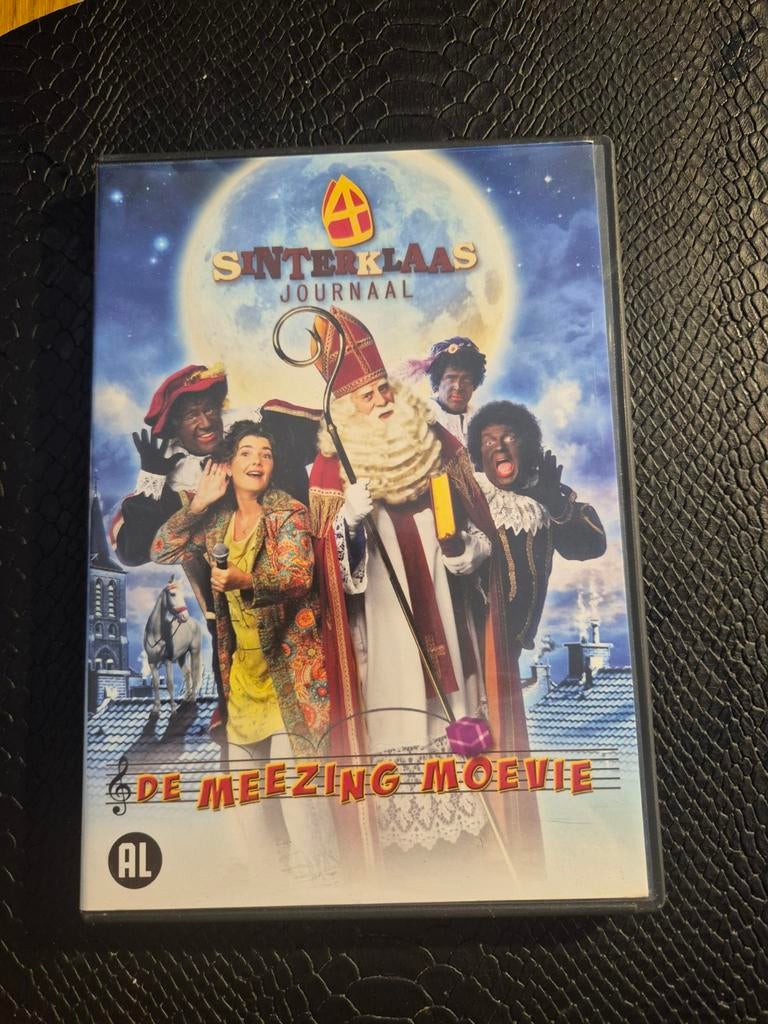 SINTERKLAAS
JOURNAAL
DE MEEZING MOEVIE
AL